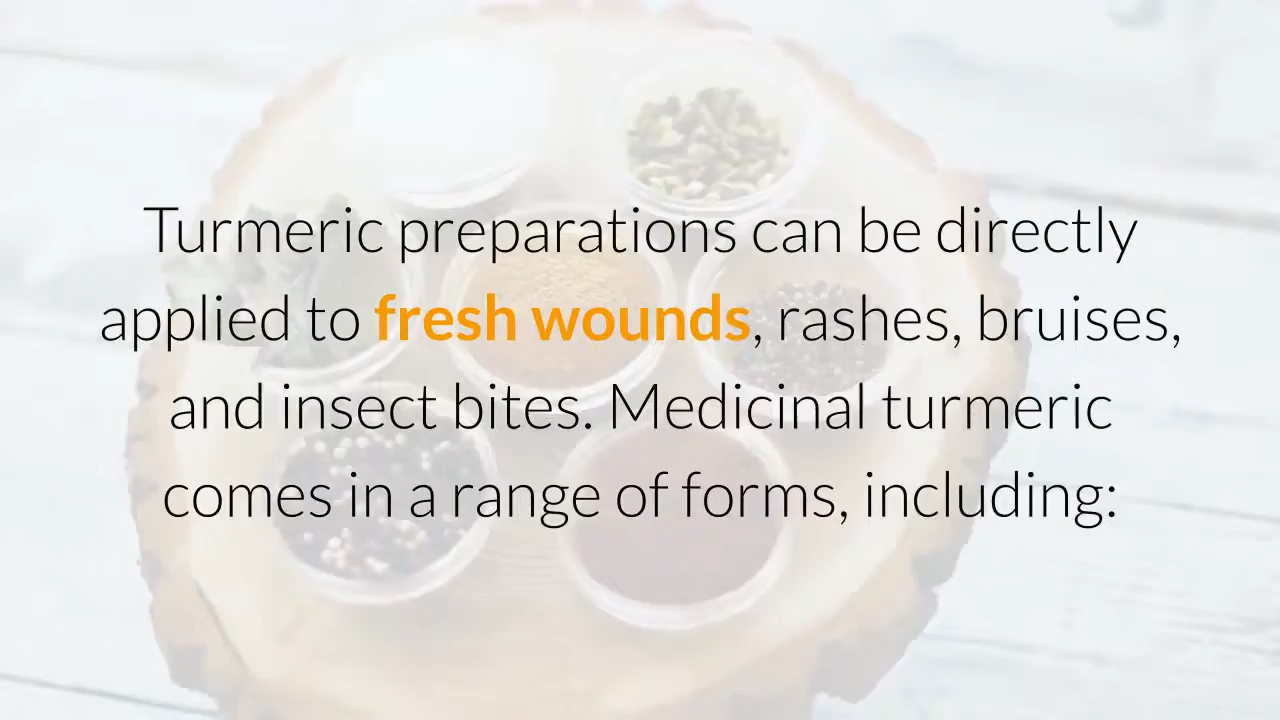 Turmeric preparations can be directly
applied to fresh wounds, rashes, bruises,
and insect bites. Medicinal turmeric
comes in a range of forms, including: